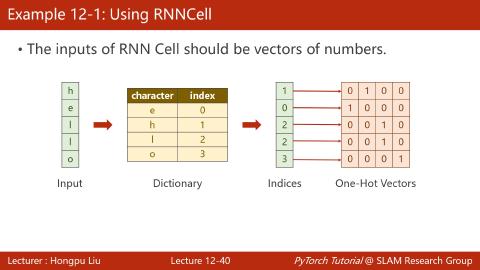 Example 12-1: Using RNNCell
• The inputs of RNN Cell should be vectors of numbers.
h
e
l
l
o
Input
character index
e 0
h 1
l 2
o 3
Dictionary
1
0
2
2
3
Indices
0 1 0 0
1 0 0 0
0 0 1 0
0 0 1 0
0 0 0 1
One-Hot Vectors
Lecturer : Hongpu Liu
Lecture 12-40
PyTorch Tutorial @ SLAM Research Group